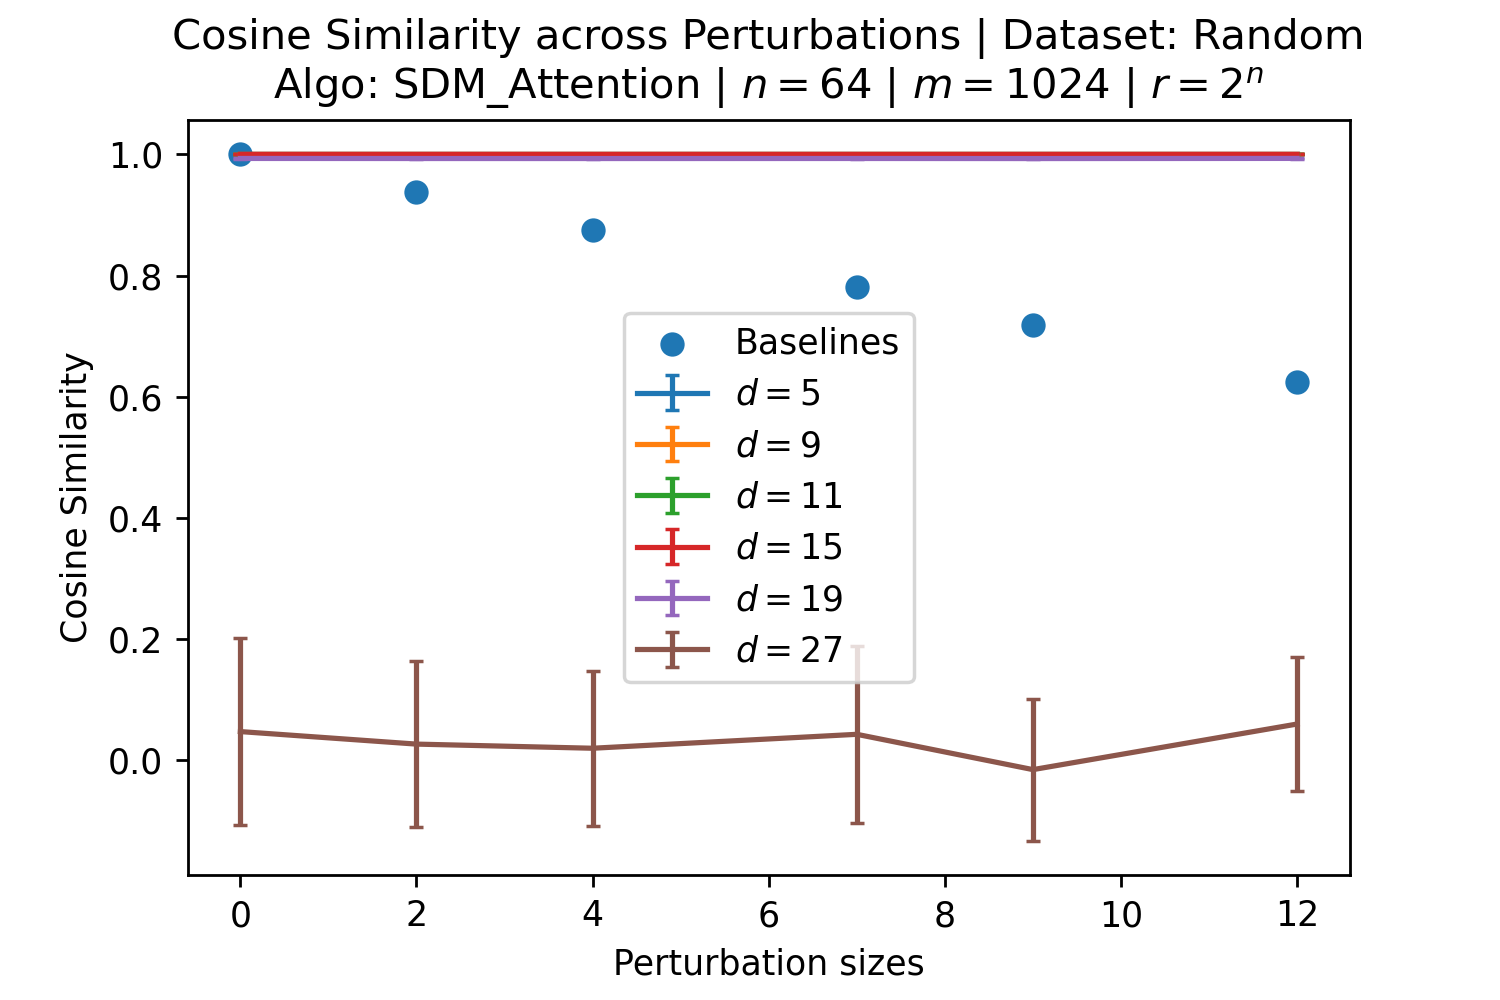 Cosine Similarity across Perturbations | Dataset: Random
Algo: SDM_Attention | n = 64 | m = 1024 | r = 2ⁿ
1.0
0.8
0.6
0.4
0.2
0.0
Cosine Similarity
Baselines
d = 5
d = 9
d = 11
d = 15
d = 19
d = 27
0 2 4 6 8 10 12
Perturbation sizes